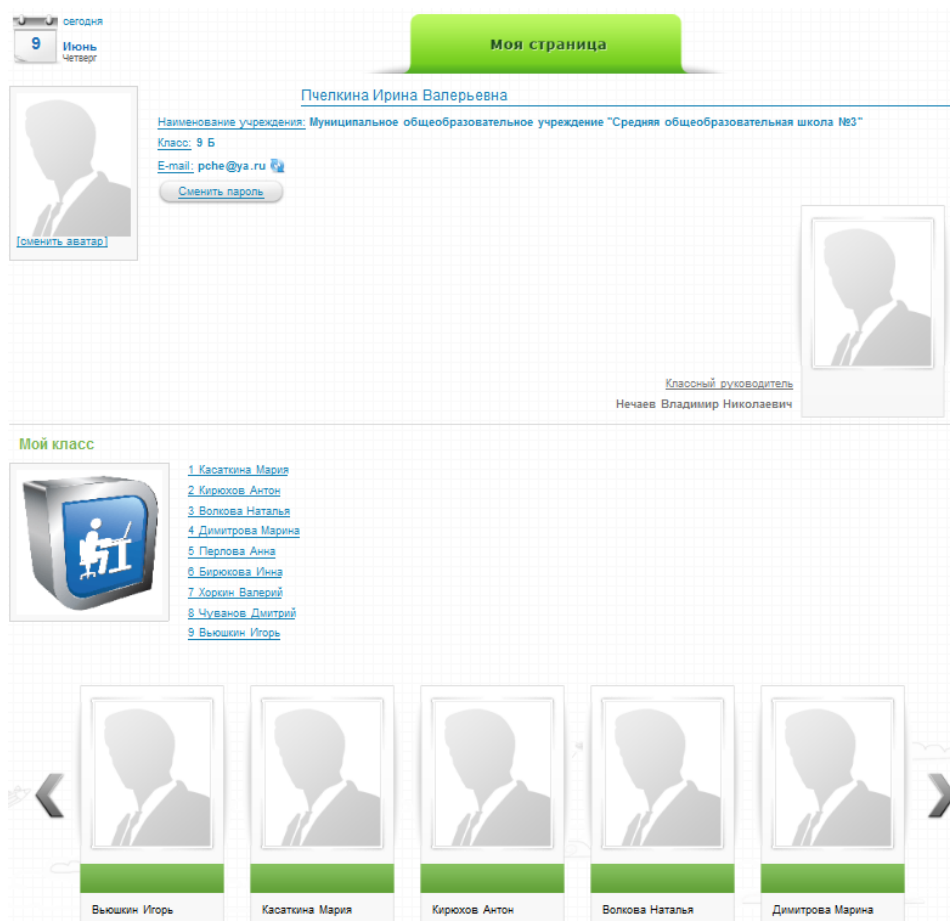 сегодня
9
Июнь
Четверг
Моя страница
Пчелкина Ирина Валерьевна
Наименование учреждения: Муниципальное общеобразовательное учреждение "Средняя общеобразовательная школа №3"
Класс: 9 Б
E-mail: pche@ya.ru
Сменить пароль
[сменить аватар]
Классный руководитель
Нечаев Владимир Николаевич
Мой класс
1 Касаткина Мария
2 Кирюхов Антон
3 Волкова Наталья
4 Димитрова Марина
5 Перлова Анна
6 Бирюкова Инна
7 Хоркин Валерий
8 Чуванов Дмитрий
9 Вьюшкин Игорь
Вьюшкин Игорь
Касаткина Мария
Кирюхов Антон
Волкова Наталья
Димитрова Марина